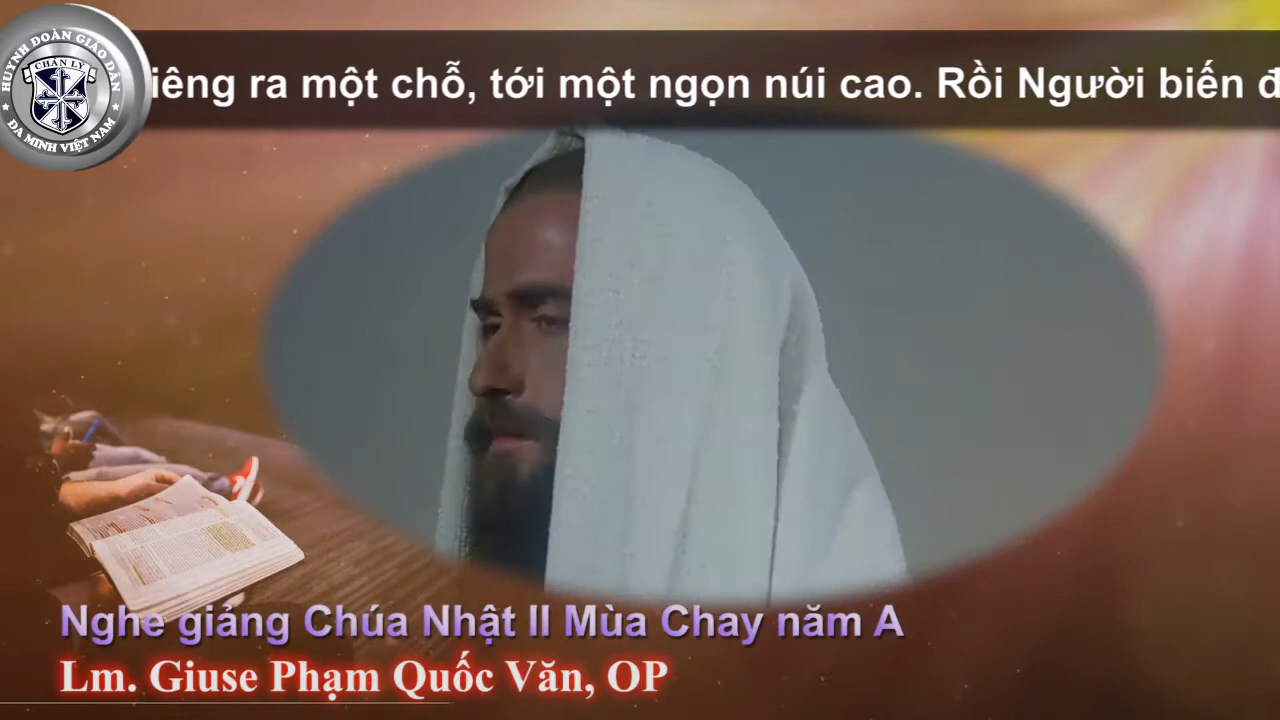 HUYNH ĐOÀN GIÁO DÂN
CHÂN LÝ
ĐA MINH VIỆT NAM
iêng ra một chỗ, tới một ngọn núi cao. Rồi Người biến đ
Nghe giảng Chúa Nhật II Mùa Chay năm A
Lm. Giuse Phạm Quốc Văn, OP